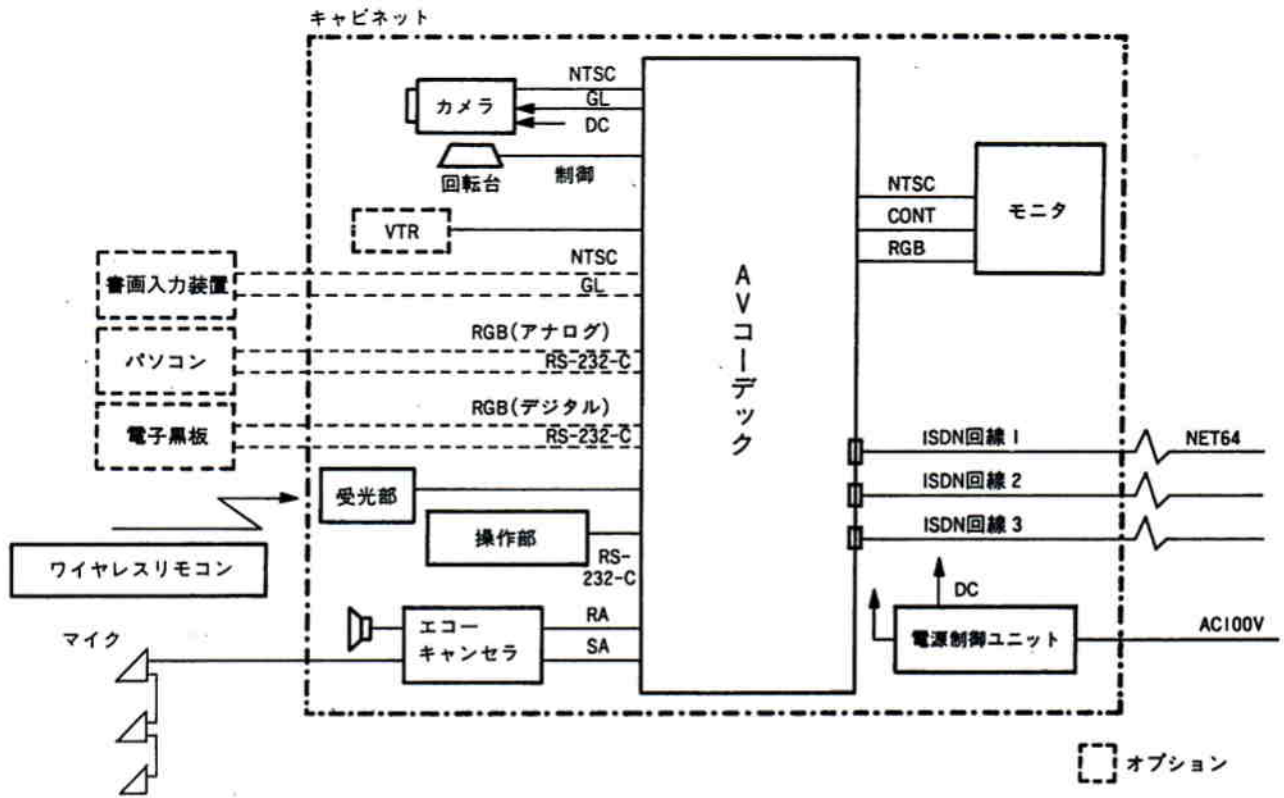 キャビネット
NTSC
カメラ
GL
DC
回転台
制御
VTR
NTSC
書画入力装置
GL
RGB(アナログ)
パソコン
RS-232-C
RGB(デジタル)
電子黒板
RS-232-C
受光部
操作部
RS-
232-C
ワイヤレスリモコン
マイク
エコー
キャンセラ
RA
SA
AVコーデック
NTSC
CONT
RGB
モニタ
ISDN回線1
NET64
ISDN回線2
ISDN回線3
DC
電源制御ユニット
AC100V
オプション